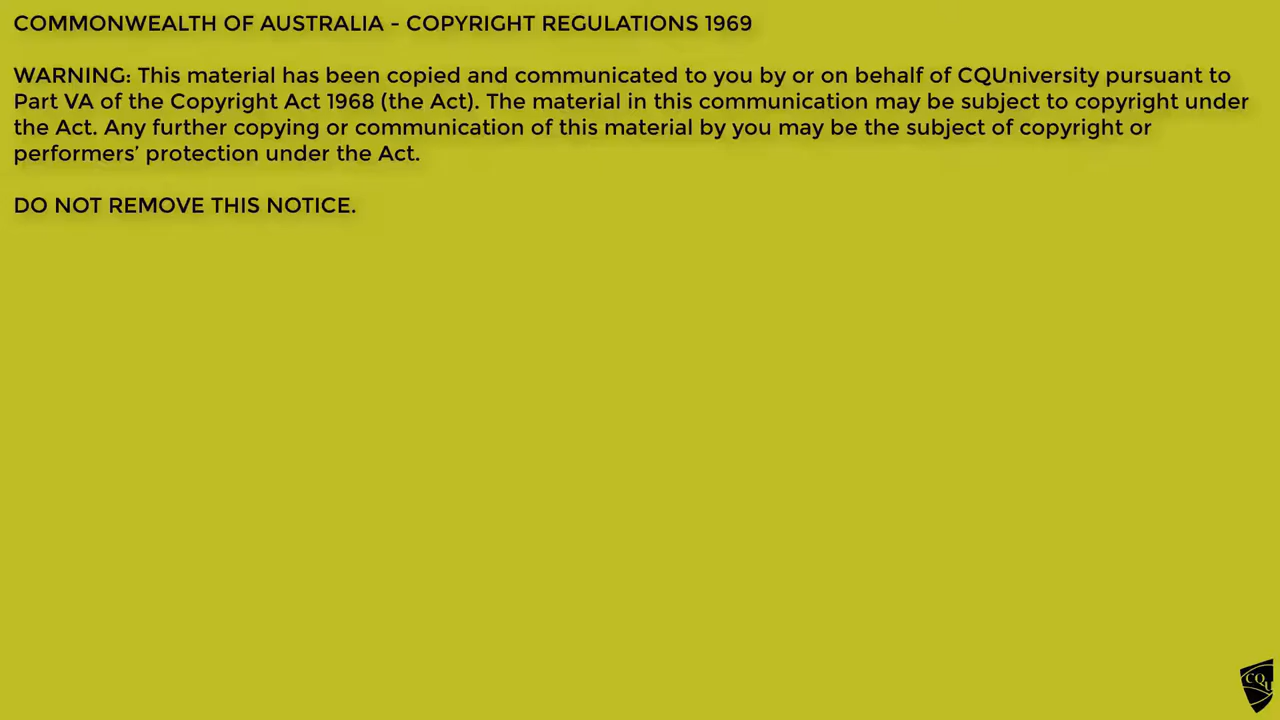 COMMONWEALTH OF AUSTRALIA - COPYRIGHT REGULATIONS 1969
WARNING: This material has been copied and communicated to you by or on behalf of CQUniversity pursuant to
Part VA of the Copyright Act 1968 (the Act). The material in this communication may be subject to copyright under
the Act. Any further copying or communication of this material by you may be the subject of copyright or
performers’ protection under the Act.
DO NOT REMOVE THIS NOTICE.
CQU